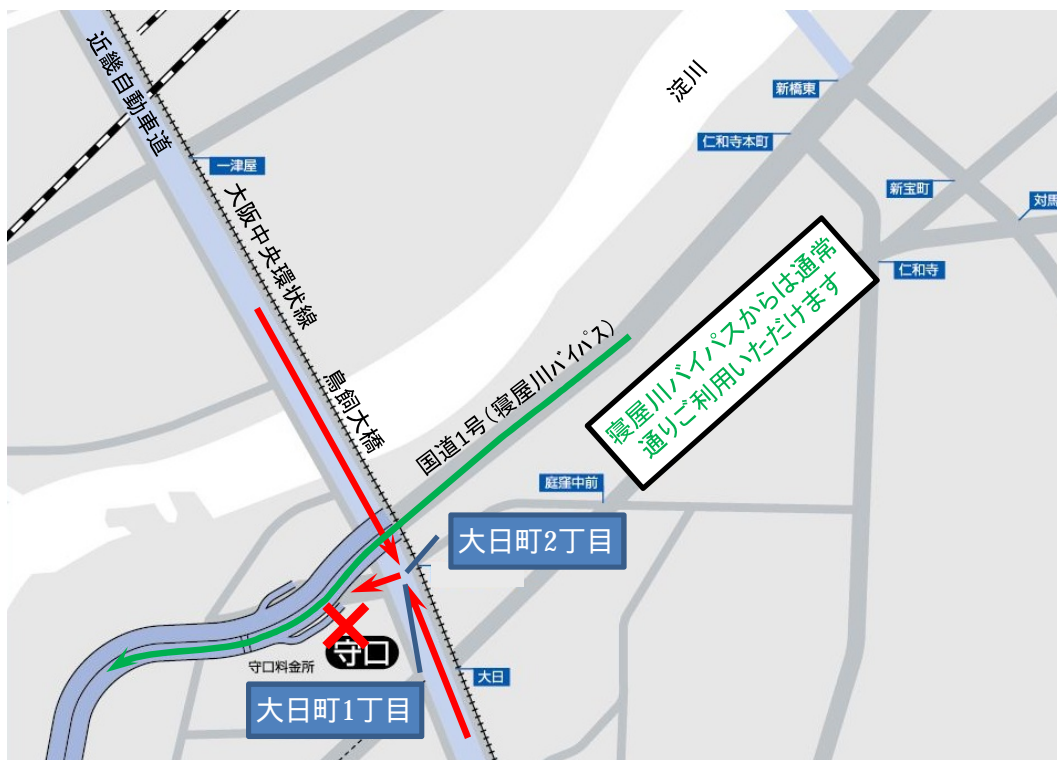 近畿自動車道
淀川
新橋東
仁和寺本町
一津屋
新宝町
対馬
大阪中央環状線
仁和寺
寝屋川バイパスからは通常
通りご利用いただけます
鳥飼大橋
国道1号(寝屋川バイパス)
庭窪中前
大日町2丁目
守口
守口料金所
大日
大日町1丁目